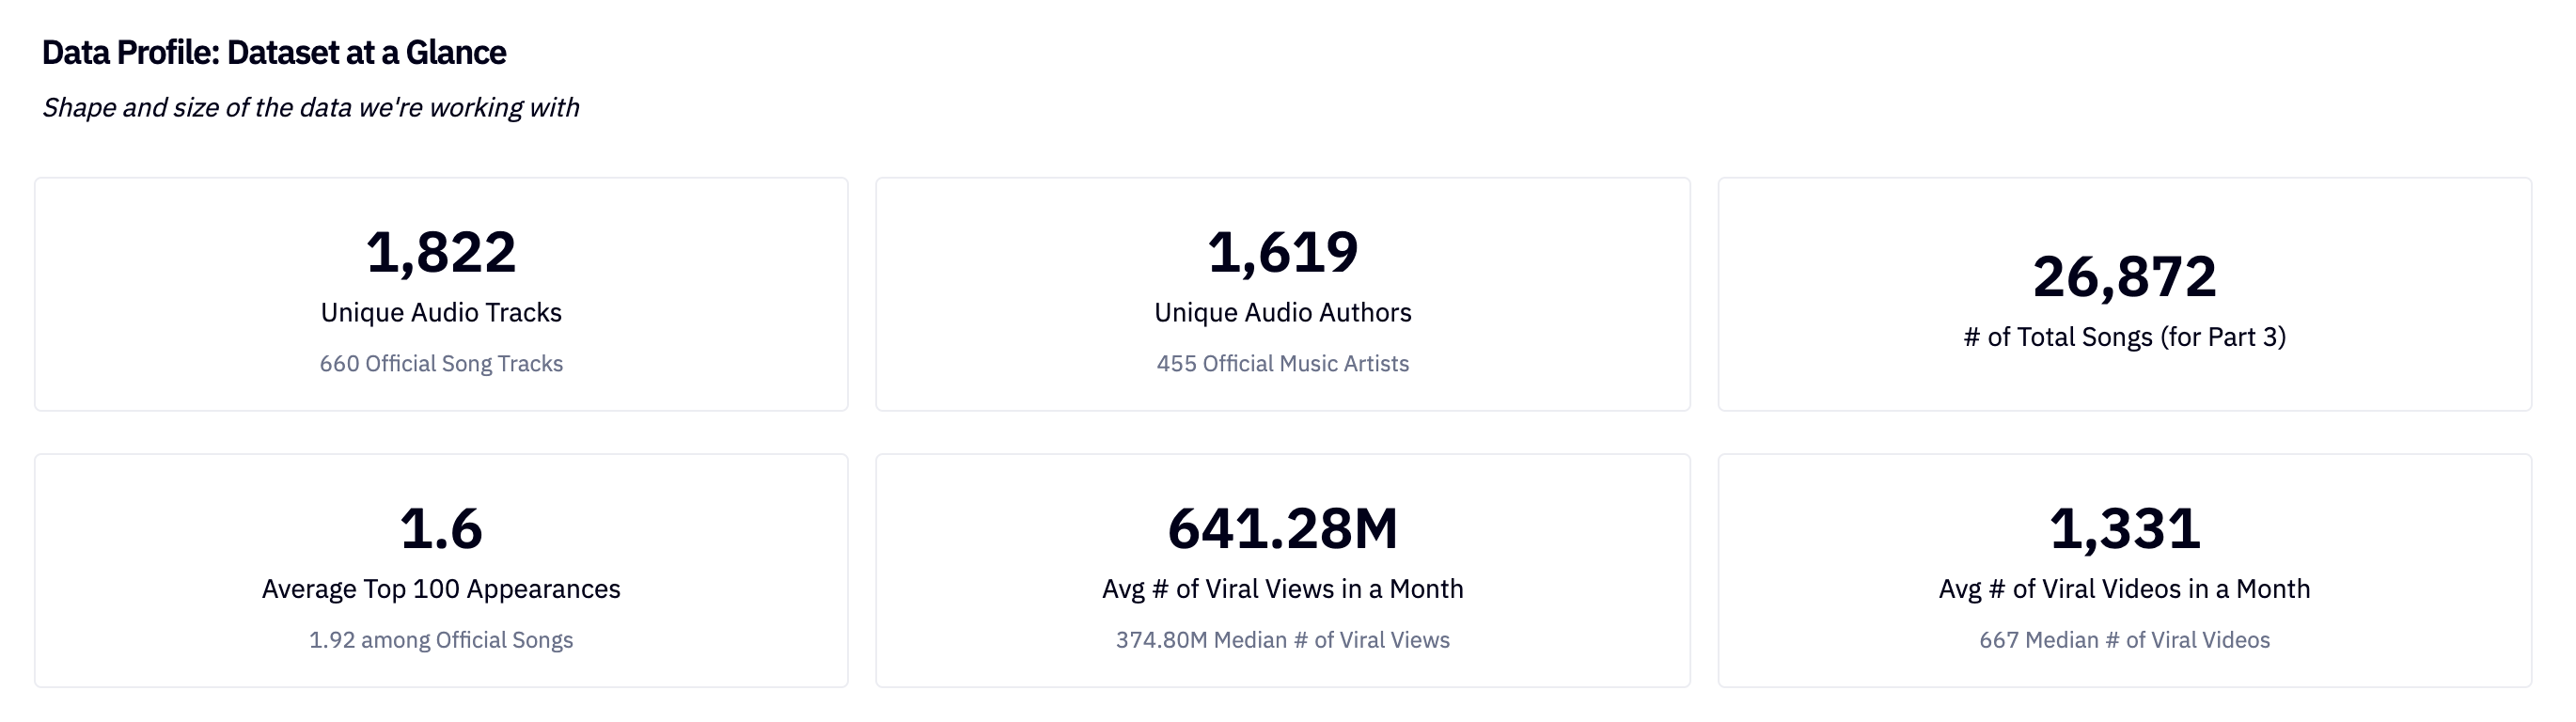 Data Profile: Dataset at a Glance
Shape and size of the data we're working with
1,822
Unique Audio Tracks
660 Official Song Tracks
1,619
Unique Audio Authors
455 Official Music Artists
26,872
# of Total Songs (for Part 3)
1.6
Average Top 100 Appearances
1.92 among Official Songs
641.28M
Avg # of Viral Views in a Month
374.80M Median # of Viral Views
1,331
Avg # of Viral Videos in a Month
667 Median # of Viral Videos